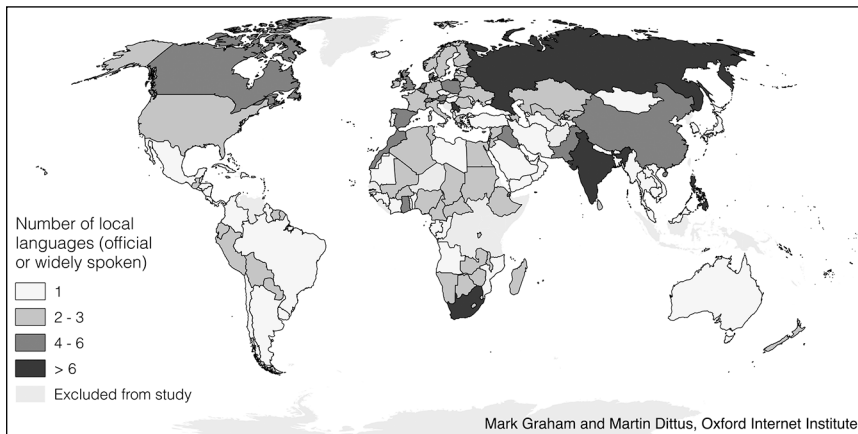 Number of local
languages (official
or widely spoken)
1
2 - 3
4 - 6
> 6
Excluded from study
Mark Graham and Martin Dittus, Oxford Internet Institute